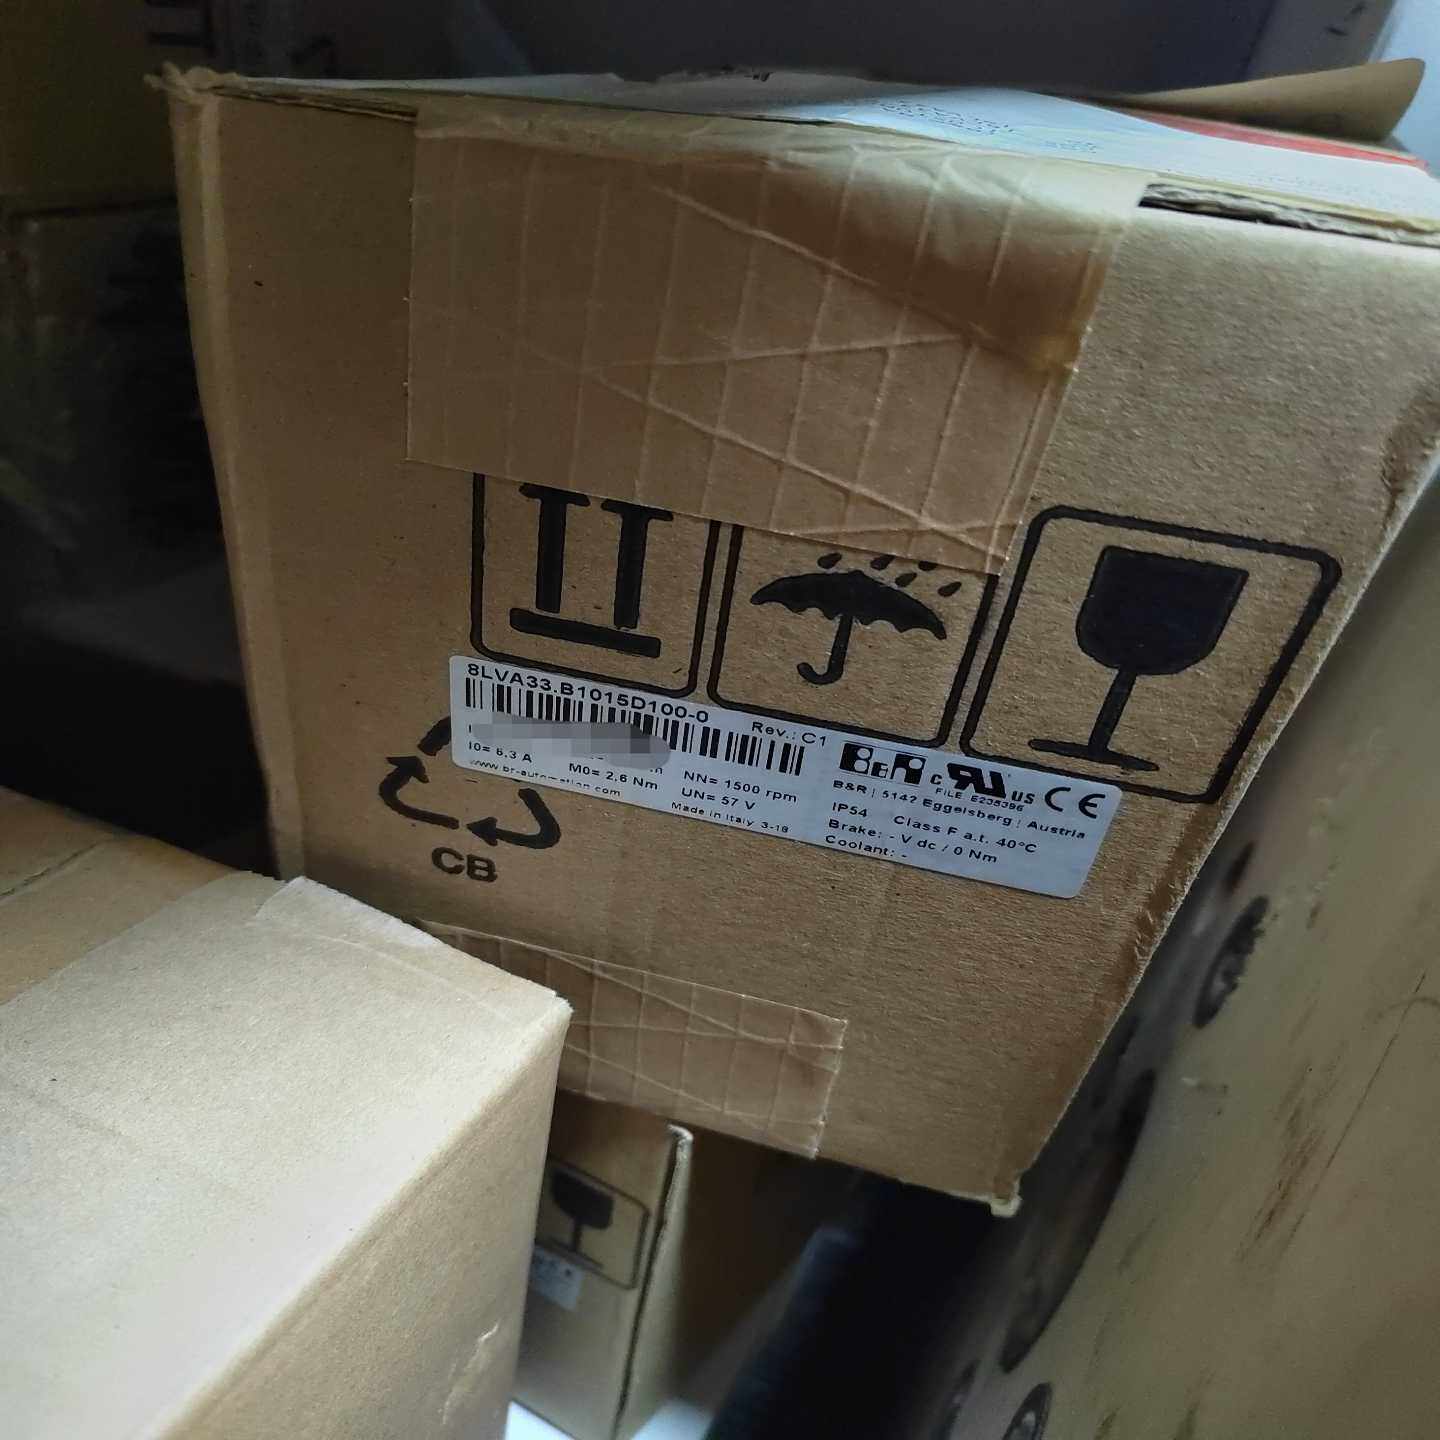 8LVA33.B1015D100-0
Rev.: C1
I0= 6.3 A
M0= 2.6 Nm
NN= 1500 rpm
UN= 57 V
www.br-automation.com
Made in Italy 3-18
B&R
c UL US CE
FILE E235396
B&R | 5142 Eggelsberg | Austria
IP54 Class F a.t. 40°C
Brake: - V dc / 0 Nm
Coolant: -
CB